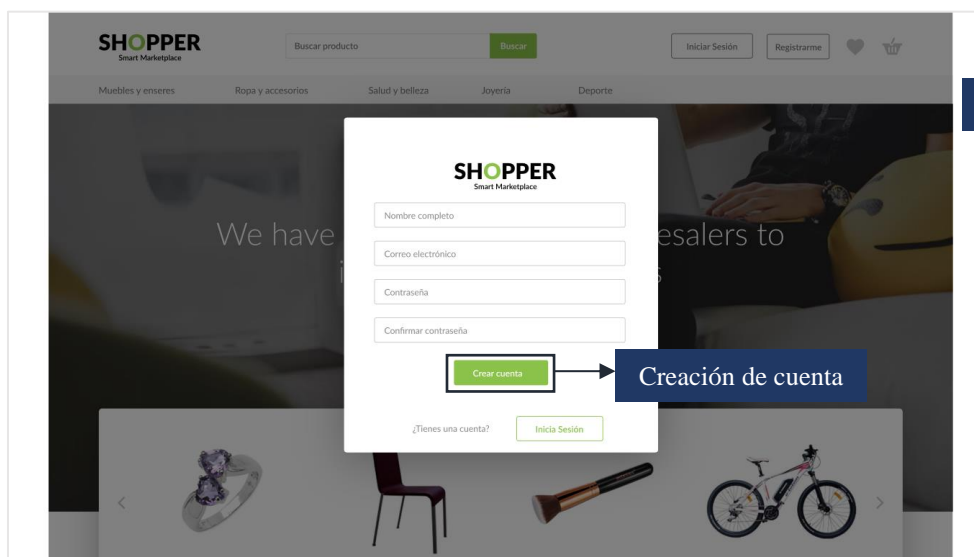 SHOPPER
Smart Marketplace
Buscar producto
Buscar
Iniciar Sesión
Registrarme
Muebles y enseres
Ropa y accesorios
Salud y belleza
Joyeria
Deporte
We have
esalers to
SHOPPER
Smart Marketplace
Nombre completo
Correo electrónico
Contraseña
Confirmar contraseña
Crear cuenta
Creación de cuenta
¿Tienes una cuenta?
Inicia Sesión